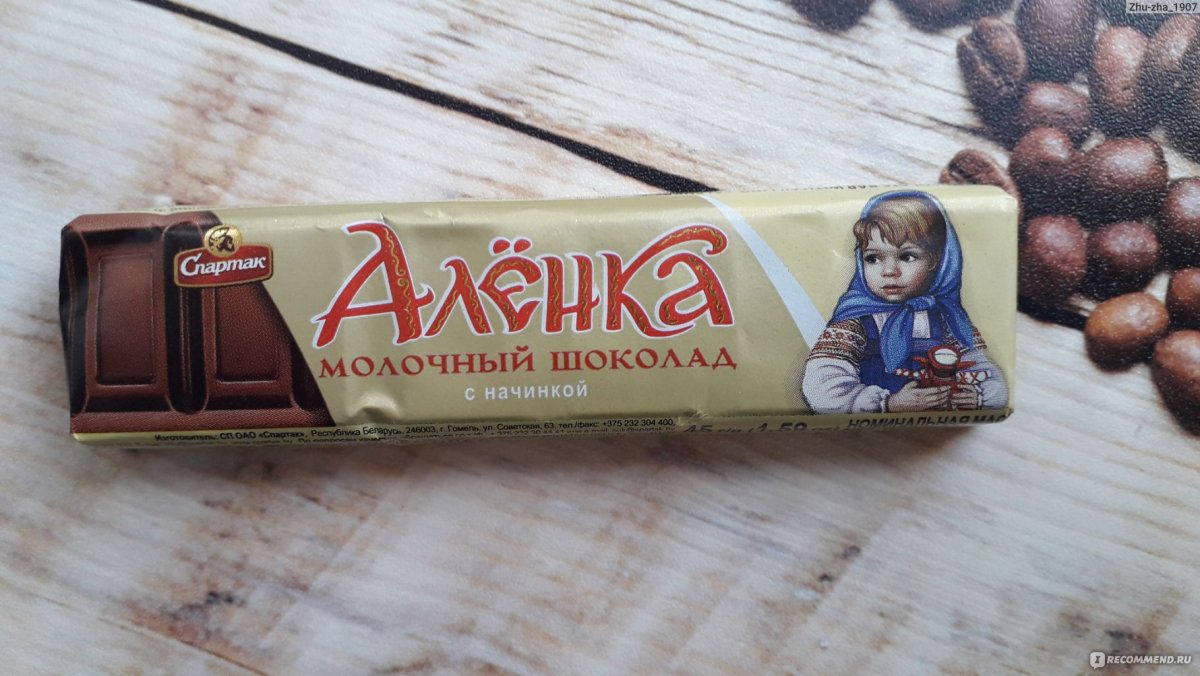 Zhu-zha_1907
Спартак
Алёнка
МОЛОЧНЫЙ ШОКОЛАД
с начинкой
Изготовитель: СП ОАО «Спартак», Республика Беларусь, 246003, г. Гомель, ул. Советская, 63, тел./факс: +375 232 304 400,
НОМИНАЛЬНАЯ МАС
I RECOMMEND.RU